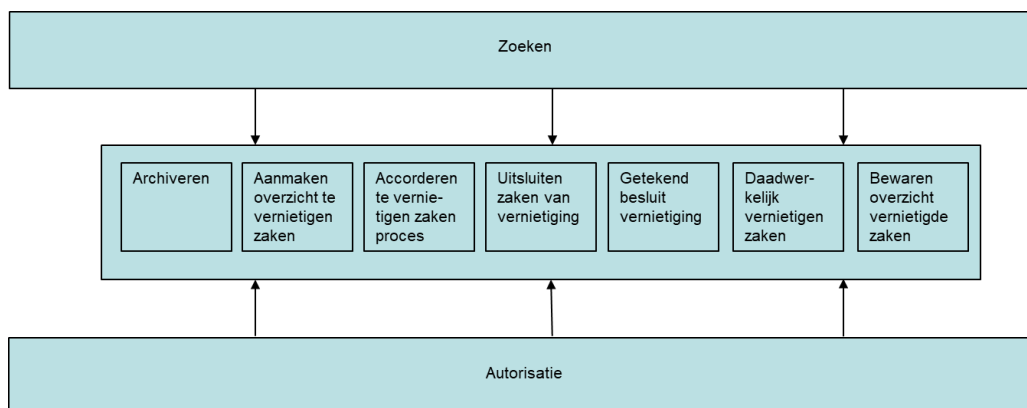 Zoeken
Archiveren
Aanmaken
overzicht te
vernietigen
zaken
Accorderen
te vernie-
tigen zaken
proces
Uitsluiten
zaken van
vernietiging
Getekend
besluit
vernietiging
Daadwer-
kelijk
vernietigen
zaken
Bewaren
overzicht
vernietigde
zaken
Autorisatie